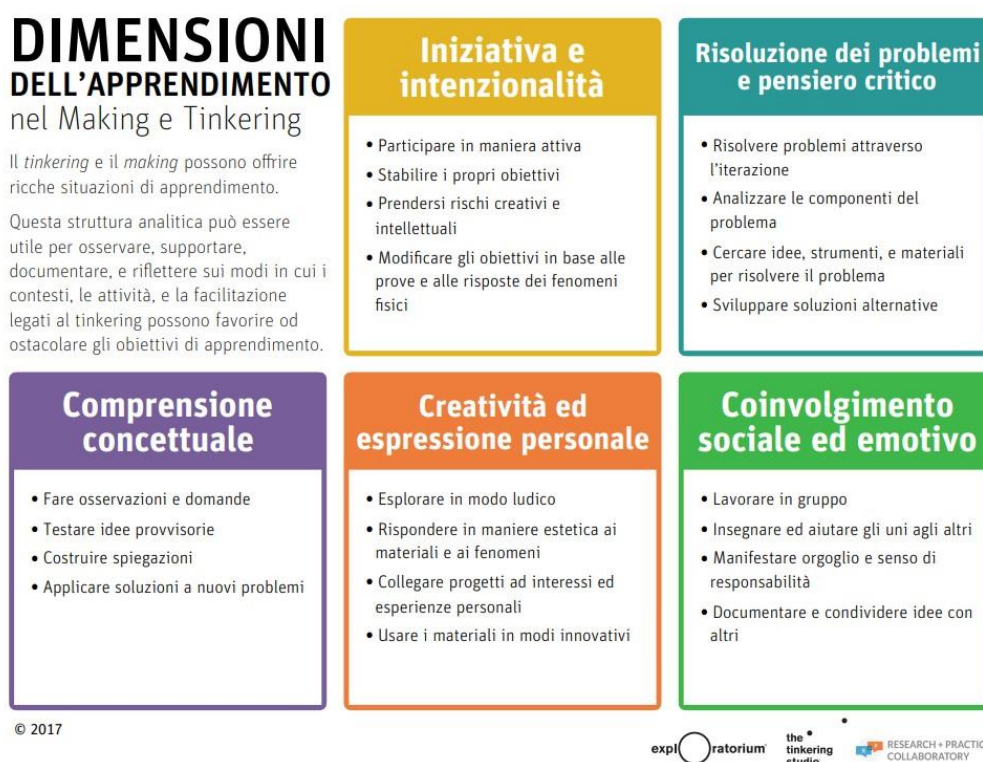 DIMENSIONI
DELL'APPRENDIMENTO
nel Making e Tinkering
Il tinkering e il making possono offrire
ricche situazioni di apprendimento.
Questa struttura analitica può essere
utile per osservare, supportare,
documentare, e riflettere sui modi in cui i
contesti, le attività, e la facilitazione
legati al tinkering possono favorire od
ostacolare gli obiettivi di apprendimento.
Iniziativa e
intenzionalità
• Participare in maniera attiva
• Stabilire i propri obiettivi
• Prendersi rischi creativi e
intellettuali
• Modificare gli obiettivi in base alle
prove e alle risposte dei fenomeni
fisici
Risoluzione dei problemi
e pensiero critico
• Risolvere problemi attraverso
l'iterazione
• Analizzare le componenti del
problema
• Cercare idee, strumenti, e materiali
per risolvere il problema
• Sviluppare soluzioni alternative
Comprensione
concettuale
• Fare osservazioni e domande
• Testare idee provvisorie
• Costruire spiegazioni
• Applicare soluzioni a nuovi problemi
Creatività ed
espressione personale
• Esplorare in modo ludico
• Rispondere in maniere estetica ai
materiali e ai fenomeni
• Collegare progetti ad interessi ed
esperienze personali
• Usare i materiali in modi innovativi
Coinvolgimento
sociale ed emotivo
• Lavorare in gruppo
• Insegnare ed aiutare gli uni agli altri
• Manifestare orgoglio e senso di
responsabilità
• Documentare e condividere idee con
altri
© 2017
exploratorium
the
tinkering
studio
RESEARCH + PRACTIC
COLLABORATORY